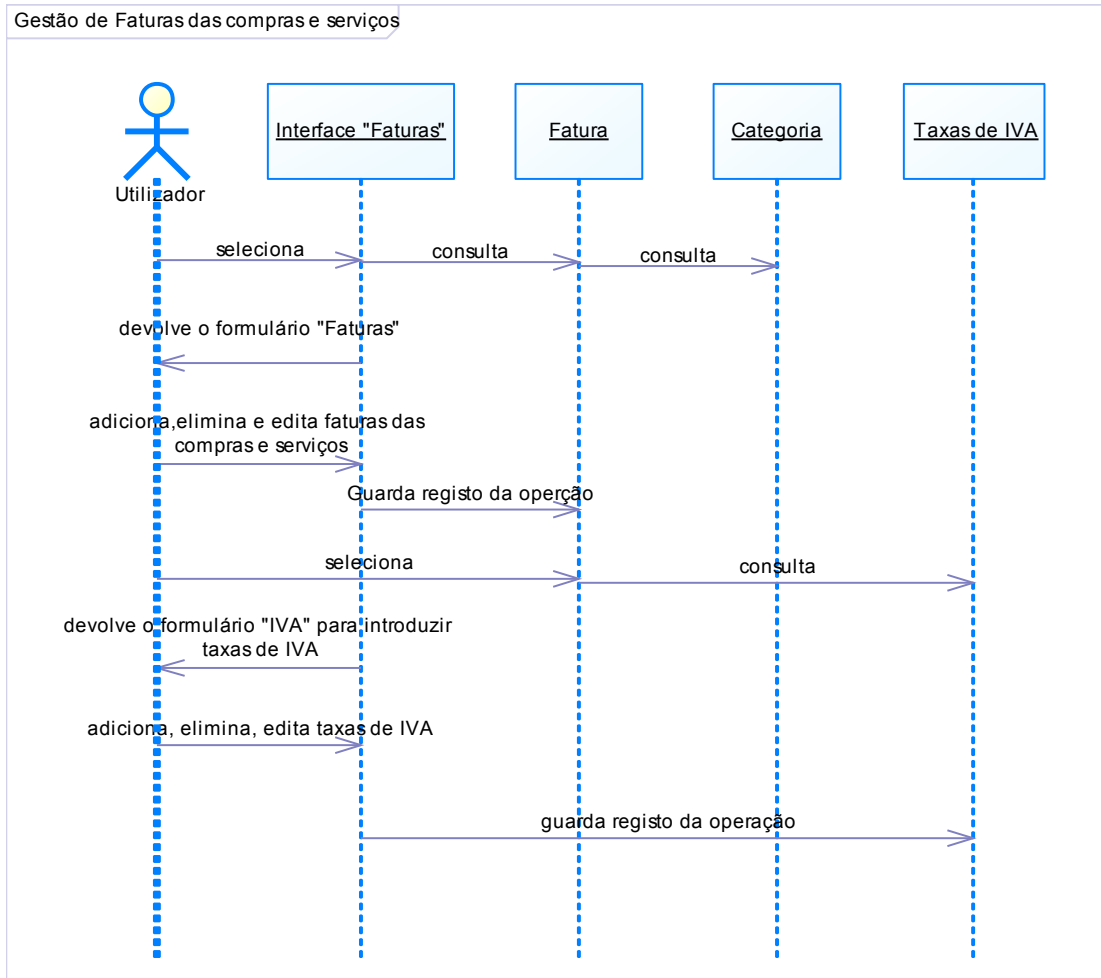 Gestão de Faturas das compras e serviços
Interface "Faturas"
Fatura
Categoria
Taxas de IVA
Utilizador
seleciona
consulta
consulta
devolve o formulário "Faturas"
adiciona,elimina e edita faturas das
compras e serviços
Guarda registo da operção
seleciona
consulta
devolve o formulário "IVA" para introduzir
taxas de IVA
adiciona, elimina, edita taxas de IVA
guarda registo da operação